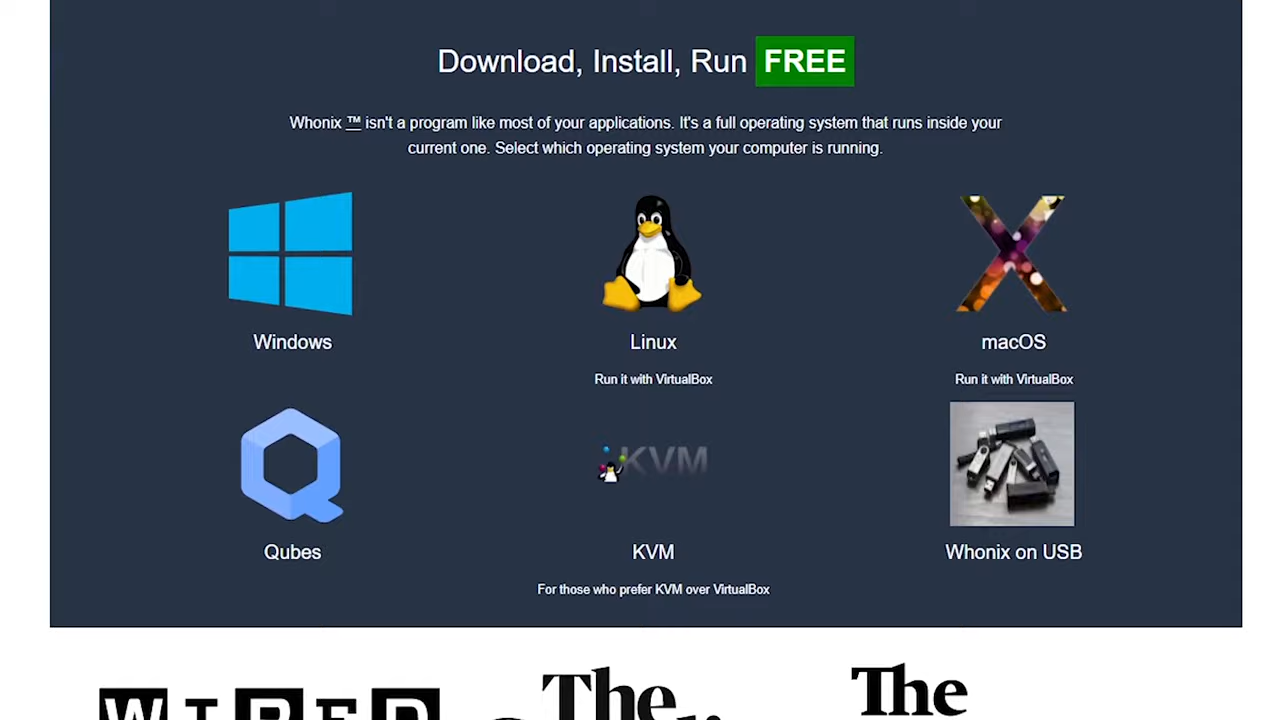 Download, Install, Run FREE
Whonix ™ isn't a program like most of your applications. It's a full operating system that runs inside your
current one. Select which operating system your computer is running.
Windows
Linux
macOS
Run it with VirtualBox
Run it with VirtualBox
KVM
Qubes
KVM
Whonix on USB
For those who prefer KVM over VirtualBox
WIRED
The
The